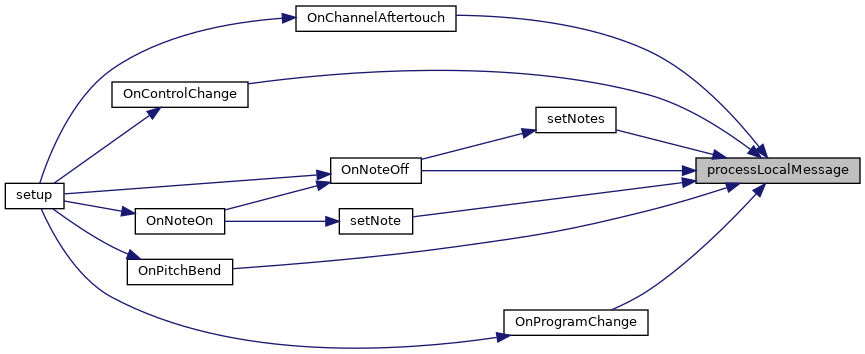 OnChannelAftertouch
OnControlChange
setNotes
OnNoteOff
processLocalMessage
setup
OnNoteOn
setNote
OnPitchBend
OnProgramChange